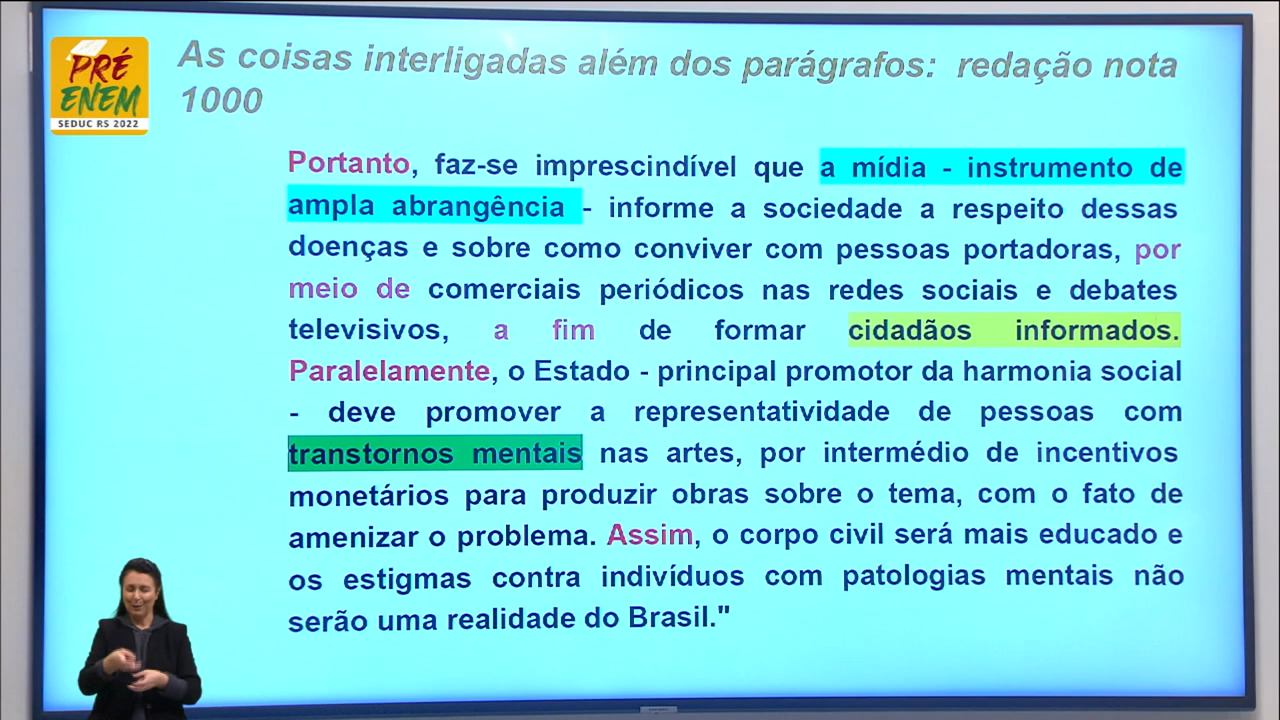 PRÉ
ENEM
SEDUC RS 2022
As coisas interligadas além dos parágrafos: redação nota
1000
Portanto, faz-se imprescindível que a mídia - instrumento de
ampla abrangência - informe a sociedade a respeito dessas
doenças e sobre como conviver com pessoas portadoras, por
meio de comerciais periódicos nas redes sociais e debates
televisivos, a fim de formar cidadãos informados.
Paralelamente, o Estado - principal promotor da harmonia social
- deve promover a representatividade de pessoas com
transtornos mentais nas artes, por intermédio de incentivos
monetários para produzir obras sobre o tema, com o fato de
amenizar o problema. Assim, o corpo civil será mais educado e
os estigmas contra indivíduos com patologias mentais não
serão uma realidade do Brasil."